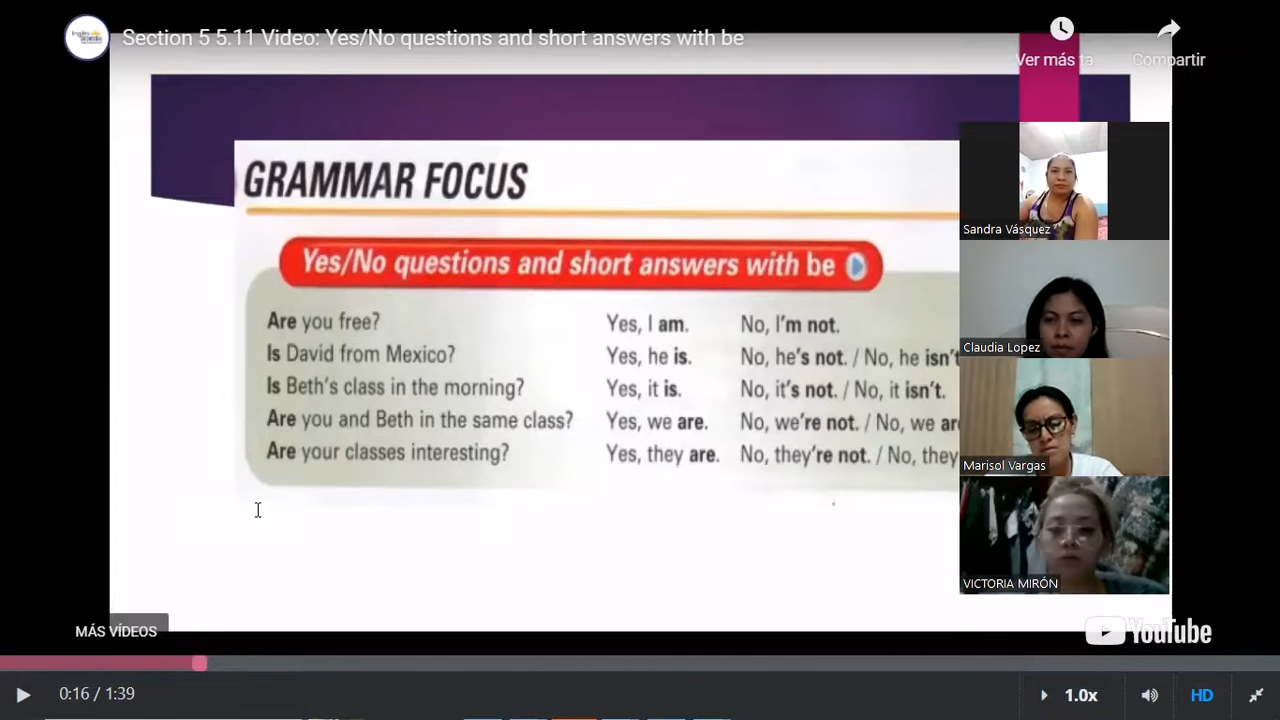 Section 5 5.11 Video: Yes/No questions and short answers with be
Ver más ta
Compartir
GRAMMAR FOCUS
Yes/No questions and short answers with be
Are you free? Yes, I am. No, I'm not.
Is David from Mexico? Yes, he is. No, he's not. / No, he isn't
Is Beth's class in the morning? Yes, it is. No, it's not. / No, it isn't.
Are you and Beth in the same class? Yes, we are. No, we're not. / No, we ar
Are your classes interesting? Yes, they are. No, they're not. / No, they
Sandra Vásquez
Claudia Lopez
Marisol Vargas
VICTORIA MIRÓN
MÁS VÍDEOS
YouTube
0:16 / 1:39
1.0x
HD